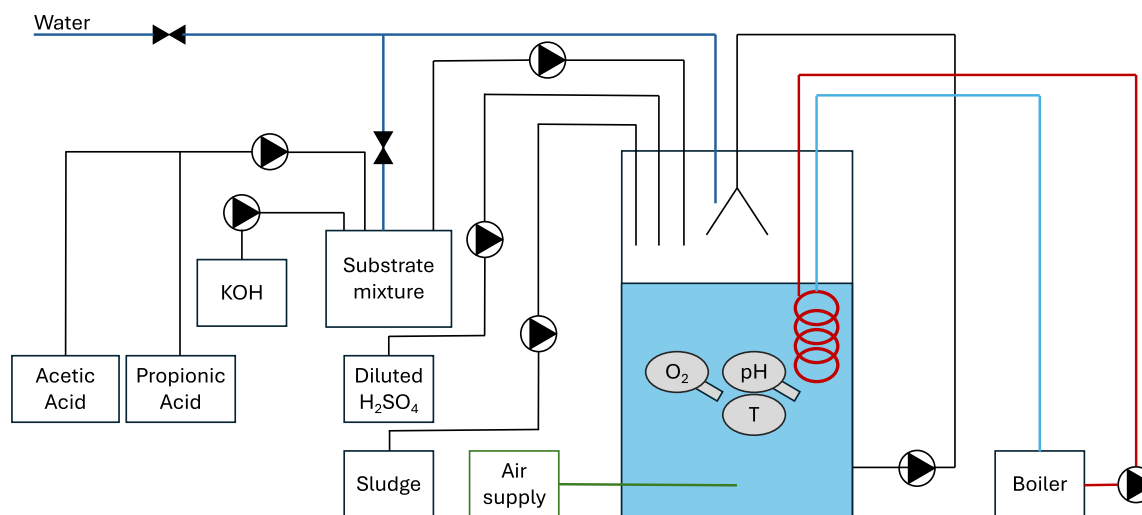 Water
Substrate
mixture
KOH
Acetic
Acid
Propionic
Acid
Diluted
H₂SO₄
O₂
pH
T
Sludge
Air
supply
Boiler